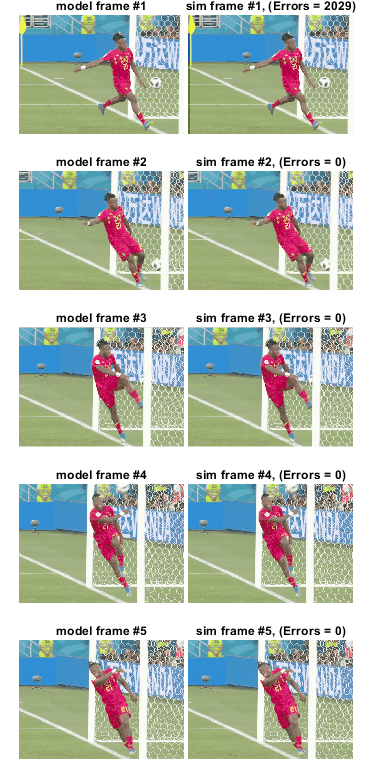 model frame #1
sim frame #1, (Errors = 2029)
model frame #2
sim frame #2, (Errors = 0)
model frame #3
sim frame #3, (Errors = 0)
model frame #4
sim frame #4, (Errors = 0)
model frame #5
sim frame #5, (Errors = 0)